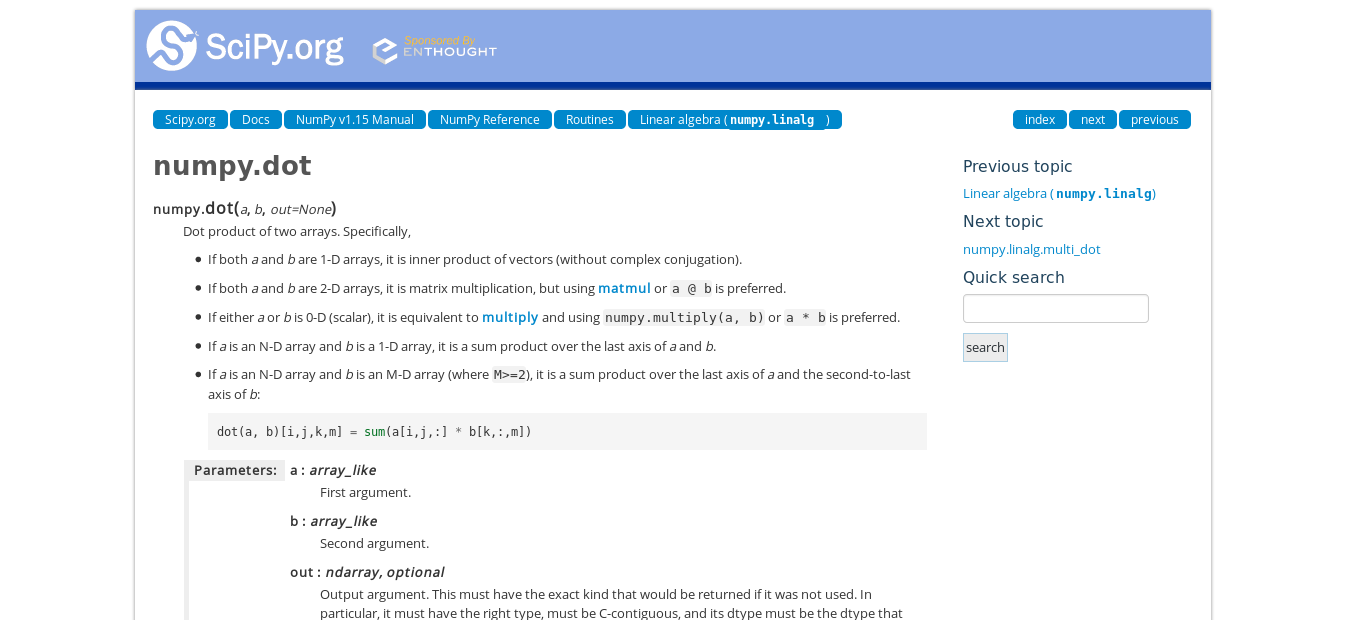 SciPy.org
Sponsored By
ENTHOUGHT
Scipy.org Docs NumPy v1.15 Manual NumPy Reference Routines Linear algebra (numpy.linalg) index next previous
numpy.dot
numpy.dot(a, b, out=None)
Dot product of two arrays. Specifically,
• If both a and b are 1-D arrays, it is inner product of vectors (without complex conjugation).
• If both a and b are 2-D arrays, it is matrix multiplication, but using matmul or a @ b is preferred.
• If either a or b is 0-D (scalar), it is equivalent to multiply and using numpy.multiply(a, b) or a * b is preferred.
• If a is an N-D array and b is a 1-D array, it is a sum product over the last axis of a and b.
• If a is an N-D array and b is an M-D array (where M>=2), it is a sum product over the last axis of a and the second-to-last
axis of b:
dot(a, b)[i,j,k,m] = sum(a[i,j,:] * b[k,:,m])
Parameters: a : array_like
First argument.
b : array_like
Second argument.
out : ndarray, optional
Output argument. This must have the exact kind that would be returned if it was not used. In
particular, it must have the right type, must be C-contiguous, and its dtype must be the dtype that
Previous topic
Linear algebra (numpy.linalg)
Next topic
numpy.linalg.multi_dot
Quick search
search